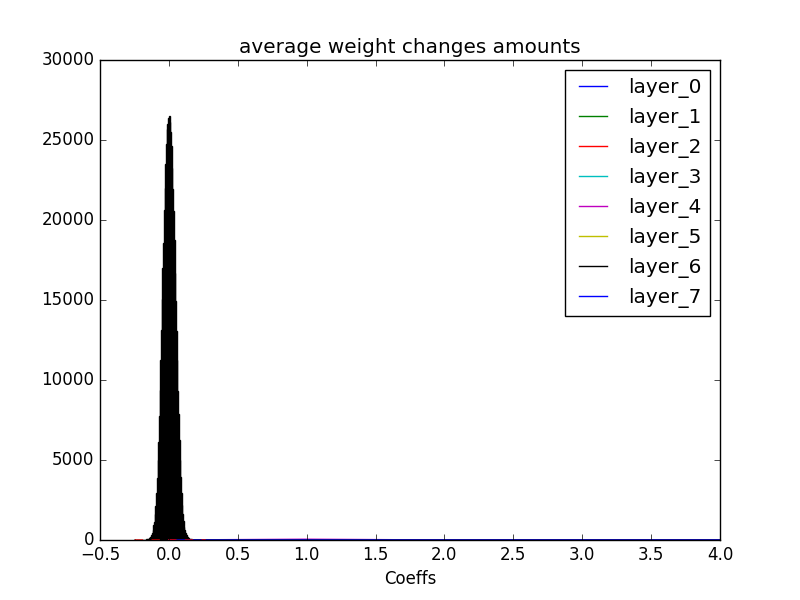 average weight changes amounts
30000
25000
20000
15000
10000
5000
0
layer_0
layer_1
layer_2
layer_3
layer_4
layer_5
layer_6
layer_7
−0.5 0.0 0.5 1.0 1.5 2.0 2.5 3.0 3.5 4.0
Coeffs